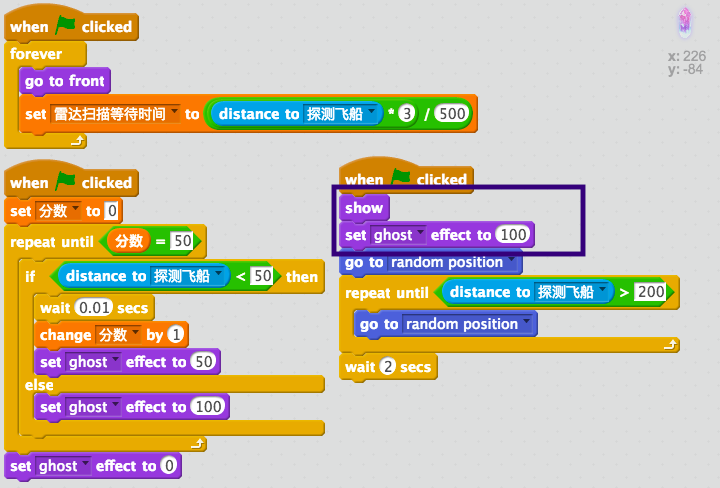 when clicked
forever
go to front
set 雷达扫描等待时间 to distance to 探测飞船 * 3 / 500
x: 226
y: -84
when clicked
set 分数 to 0
repeat until 分数 = 50
if distance to 探测飞船 < 50 then
wait 0.01 secs
change 分数 by 1
set ghost effect to 50
else
set ghost effect to 100
set ghost effect to 0
when clicked
show
set ghost effect to 100
go to random position
repeat until distance to 探测飞船 > 200
go to random position
wait 2 secs